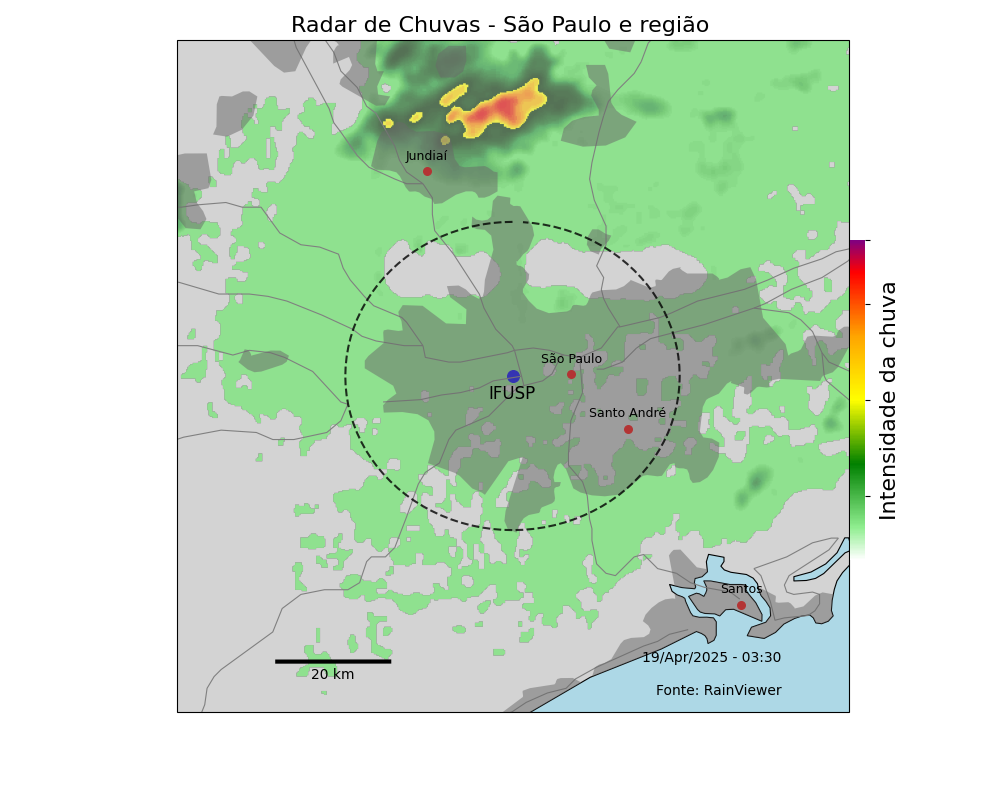 Radar de Chuvas - São Paulo e região
Jundiaí
São Paulo
IFUSP
Santo André
Santos
Intensidade da chuva
19/Apr/2025 - 03:30
20 km
Fonte: RainViewer